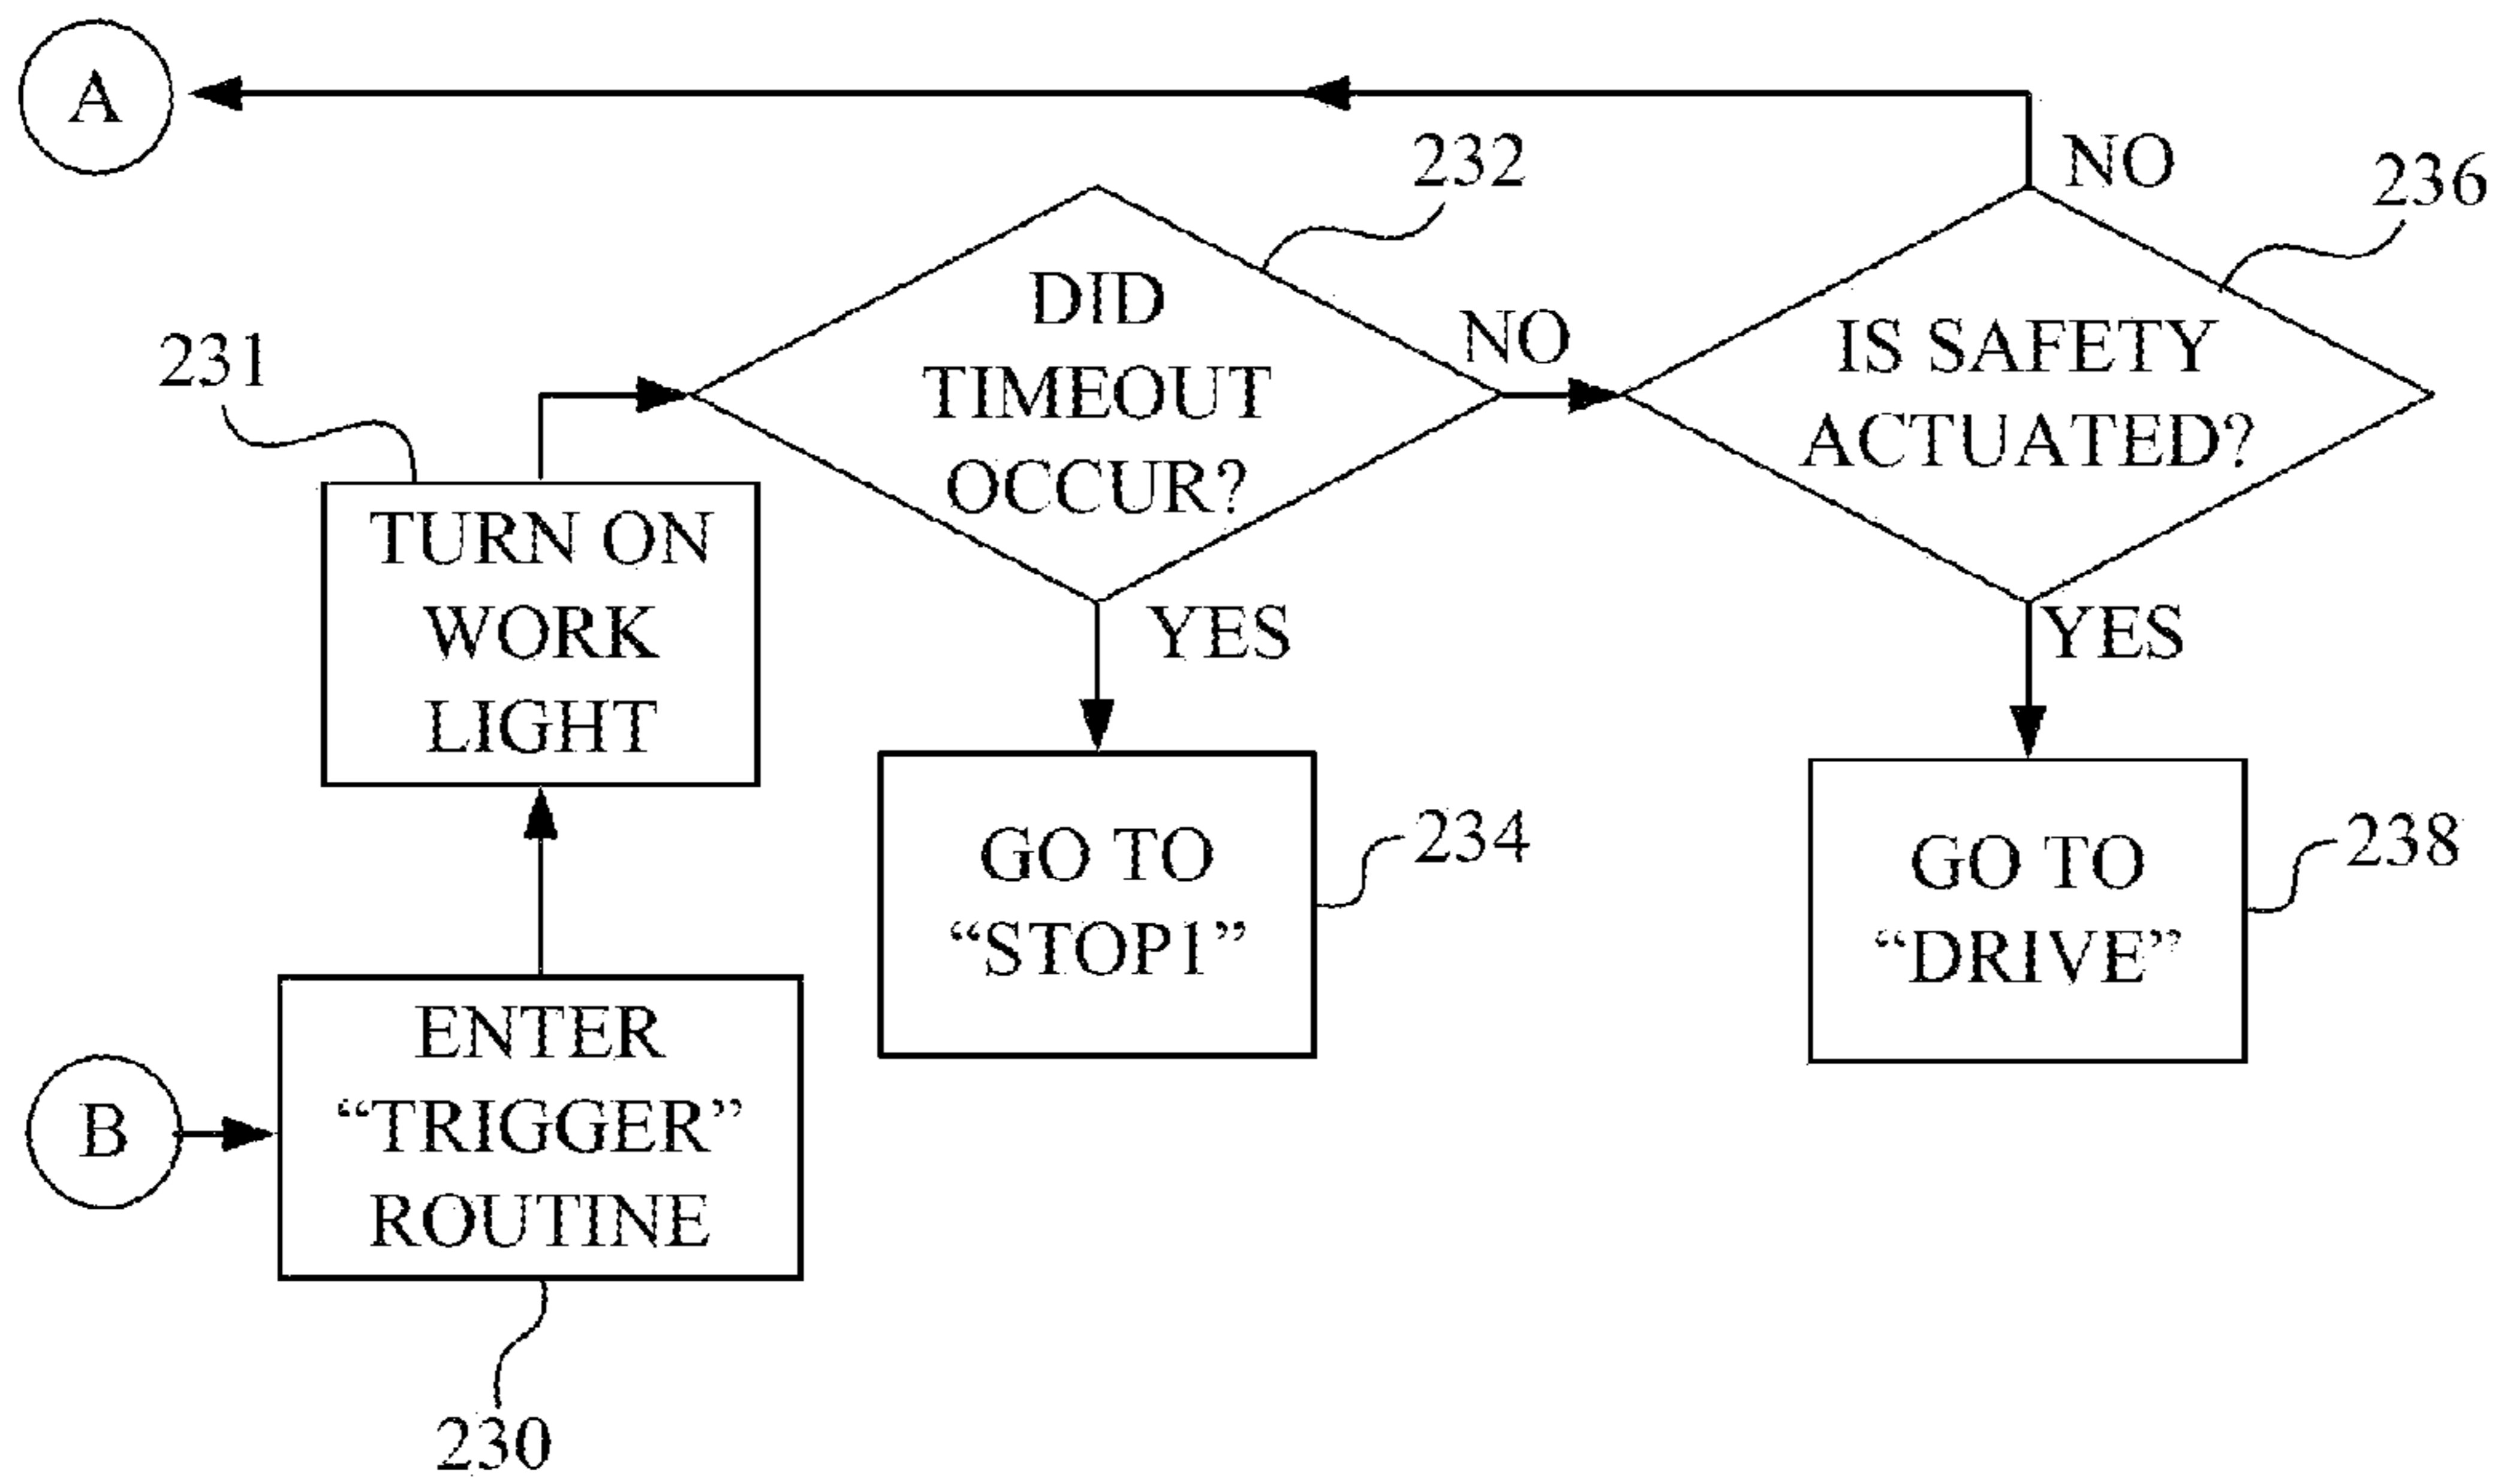 A
232
NO
236
DID
TIMEOUT
OCCUR?
NO
IS SAFETY
ACTUATED?
231
TURN ON
WORK
LIGHT
YES
YES
GO TO
“STOP1”
234
GO TO
“DRIVE”
238
B
ENTER
“TRIGGER”
ROUTINE
230